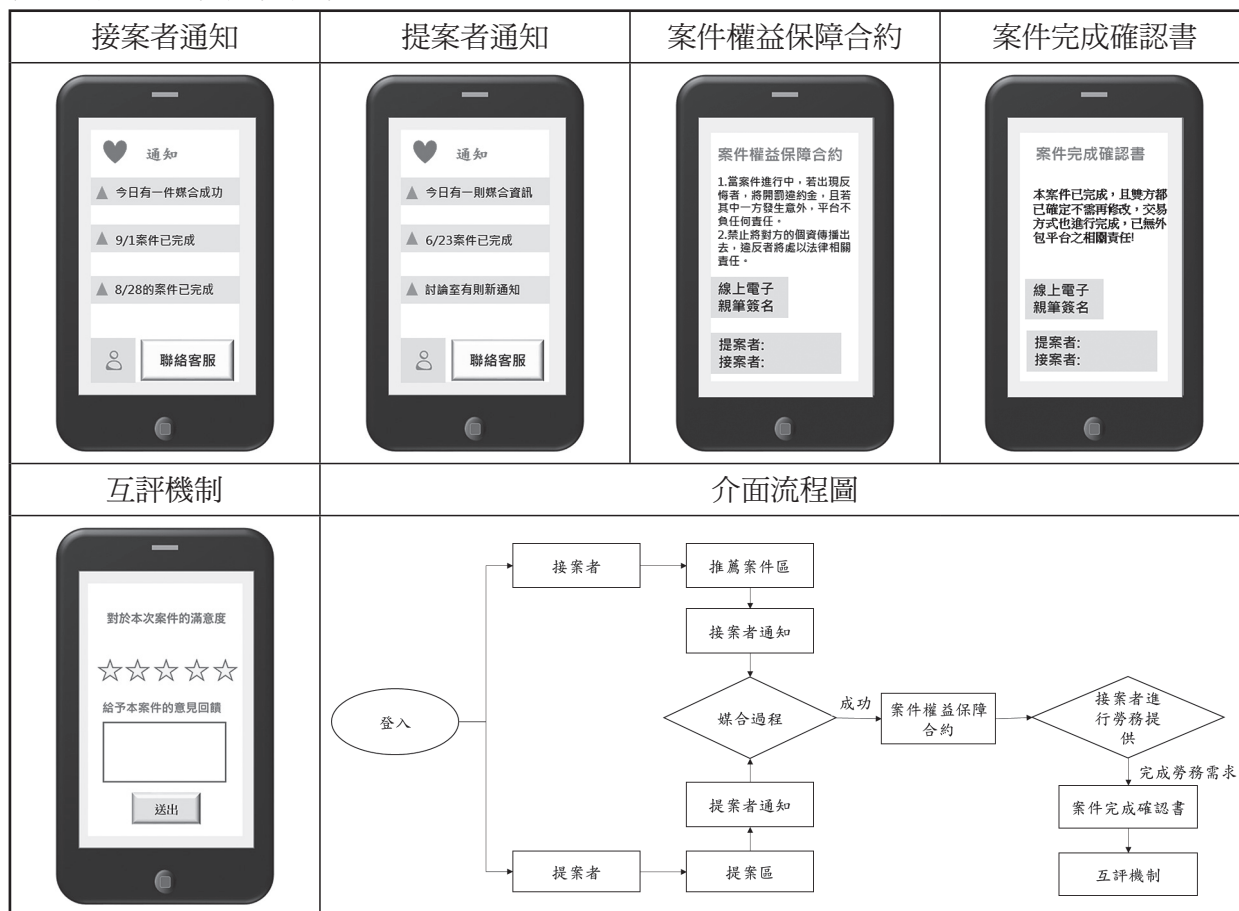 接案者通知
提案者通知
案件權益保障合約
案件完成確認書
通知
今日有一件媒合成功
9/1案件已完成
8/28的案件已完成
聯絡客服
通知
今日有一則媒合資訊
6/23案件已完成
討論室有則新通知
聯絡客服
案件權益保障合約
1.當案件進行中，若出現反
悔者，將開罰違約金，且若
其中一方發生意外，平台不
負任何責任。
2.禁止將對方的個資傳播出
去，違反者將處以法律相關
責任。
線上電子
親筆簽名
提案者:
接案者:
案件完成確認書
本案件已完成，且雙方都
已確定不需再修改，交易
方式也進行完成，已無外
包平台之相關責任!
線上電子
親筆簽名
提案者:
接案者:
互評機制
介面流程圖
對於本次案件的滿意度
給予本案件的意見回饋
送出
登入
接案者
推薦案件區
接案者通知
媒合過程
成功
案件權益保障
合約
接案者進
行勞務提
供
完成勞務需求
提案者通知
案件完成確認書
提案者
提案區
互評機制